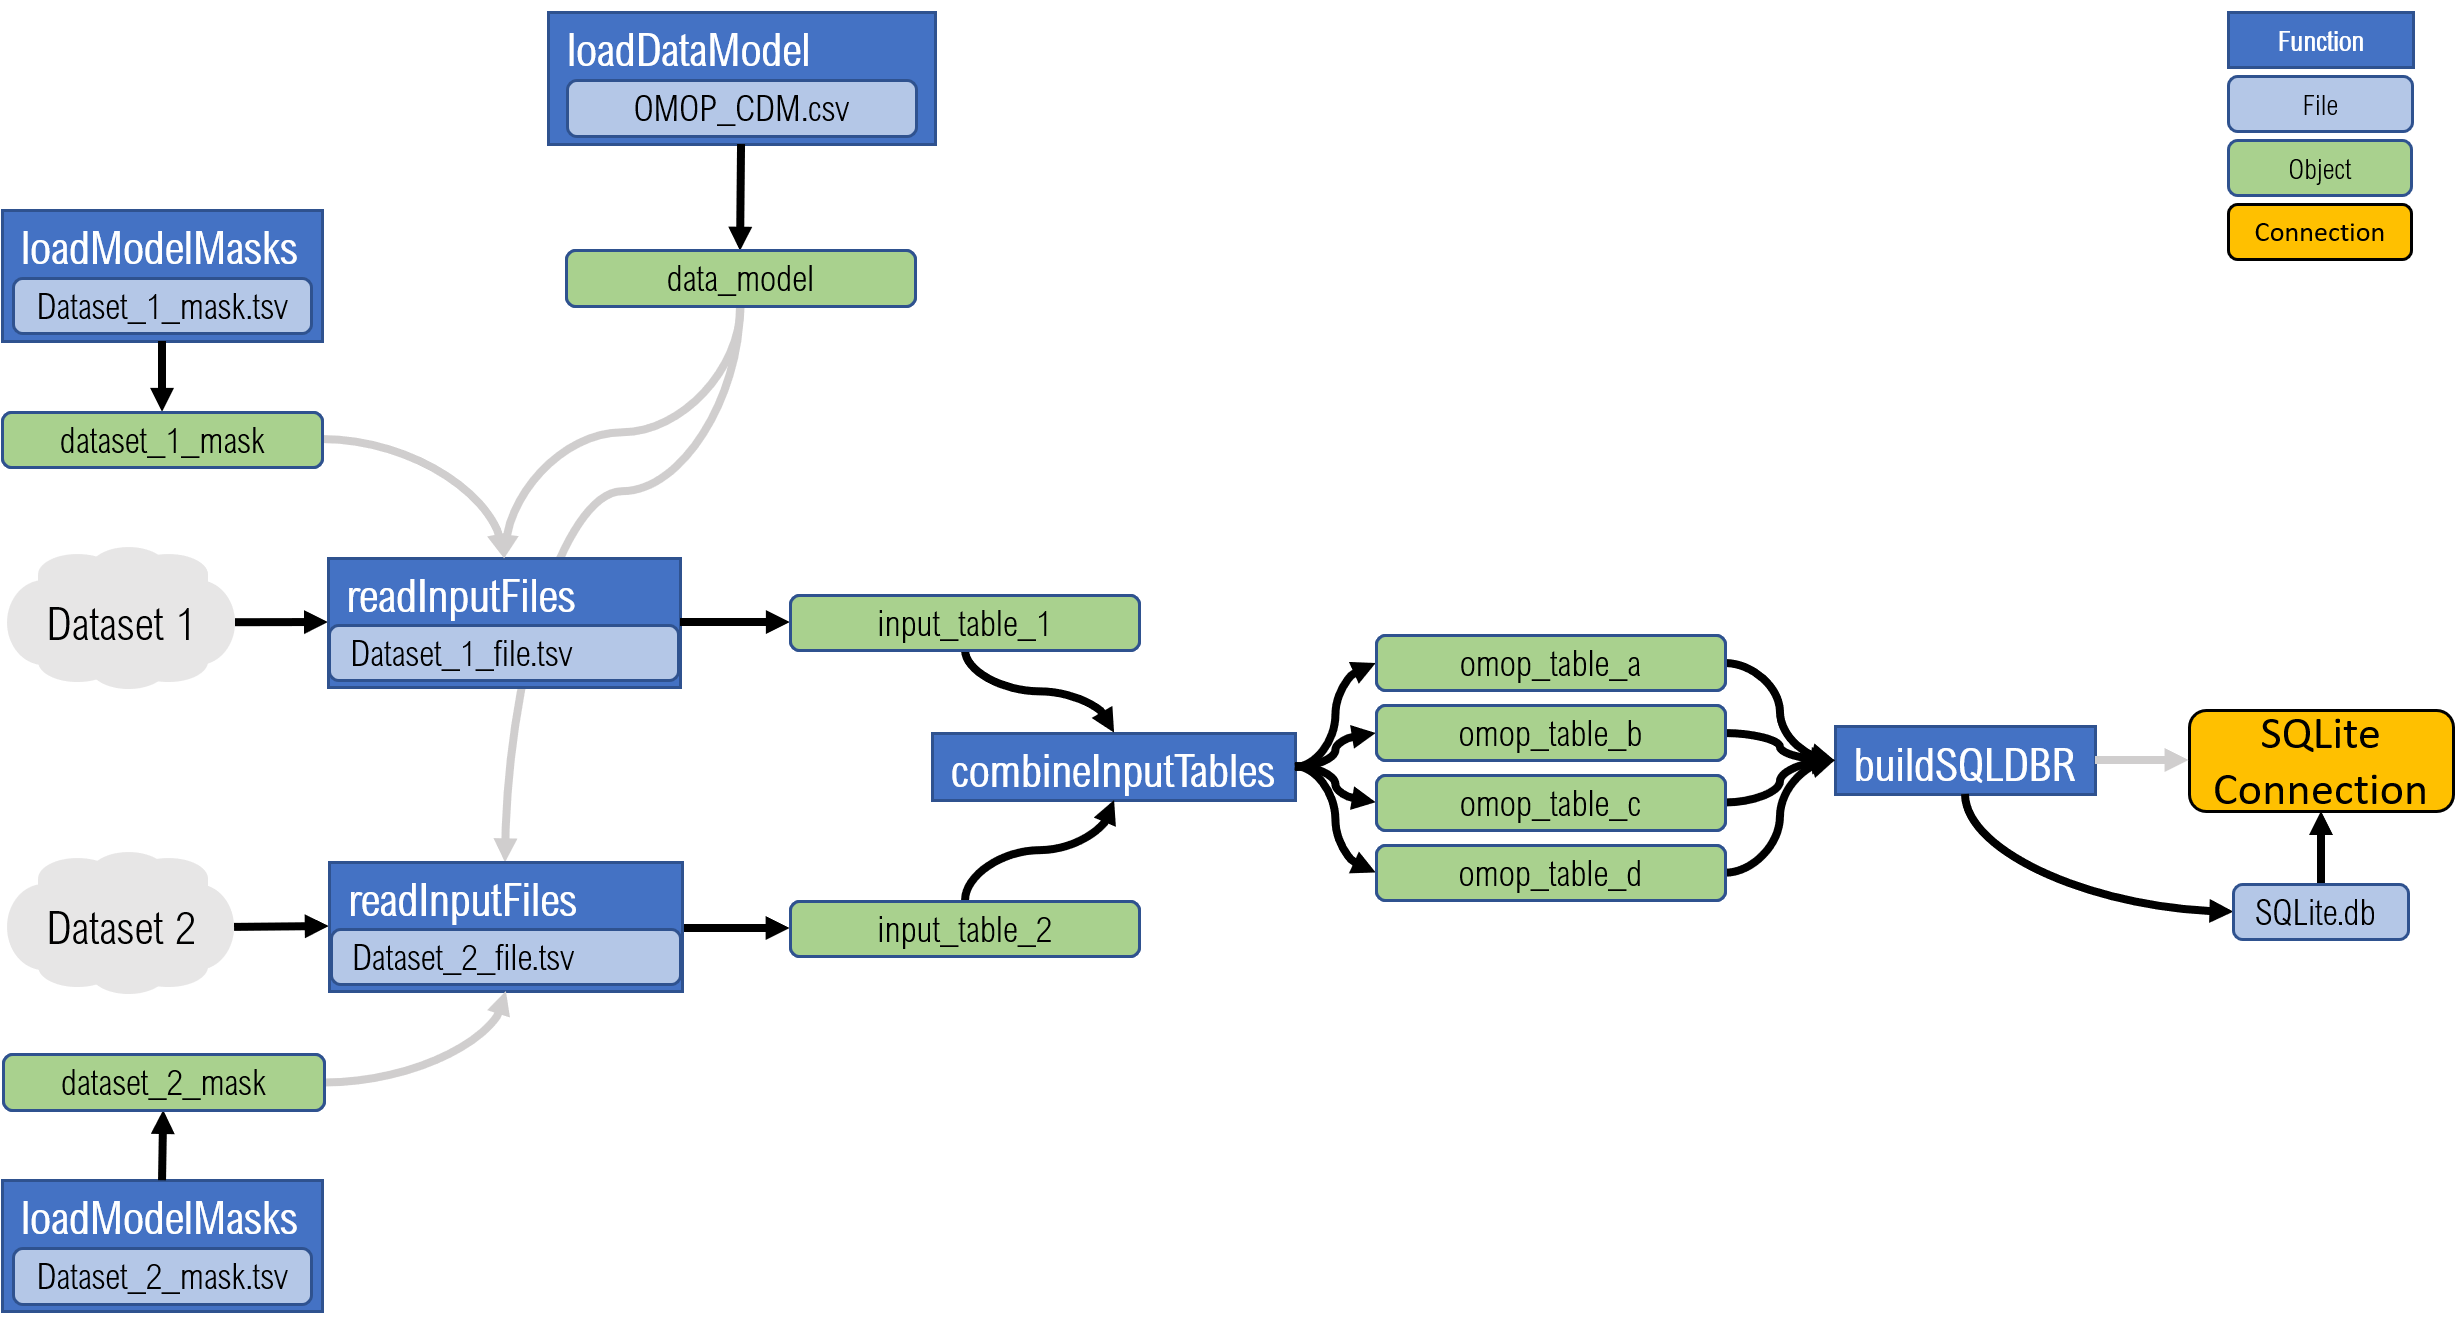 loadDataModel
OMOP_CDM.csv
Function
File
Object
Connection
loadModelMasks
Dataset_1_mask.tsv
data_model
dataset_1_mask
Dataset 1
readInputFiles
Dataset_1_file.tsv
input_table_1
combineInputTables
omop_table_a
omop_table_b
omop_table_c
omop_table_d
buildSQLDBR
SQLite
Connection
SQLite.db
Dataset 2
readInputFiles
Dataset_2_file.tsv
input_table_2
dataset_2_mask
loadModelMasks
Dataset_2_mask.tsv